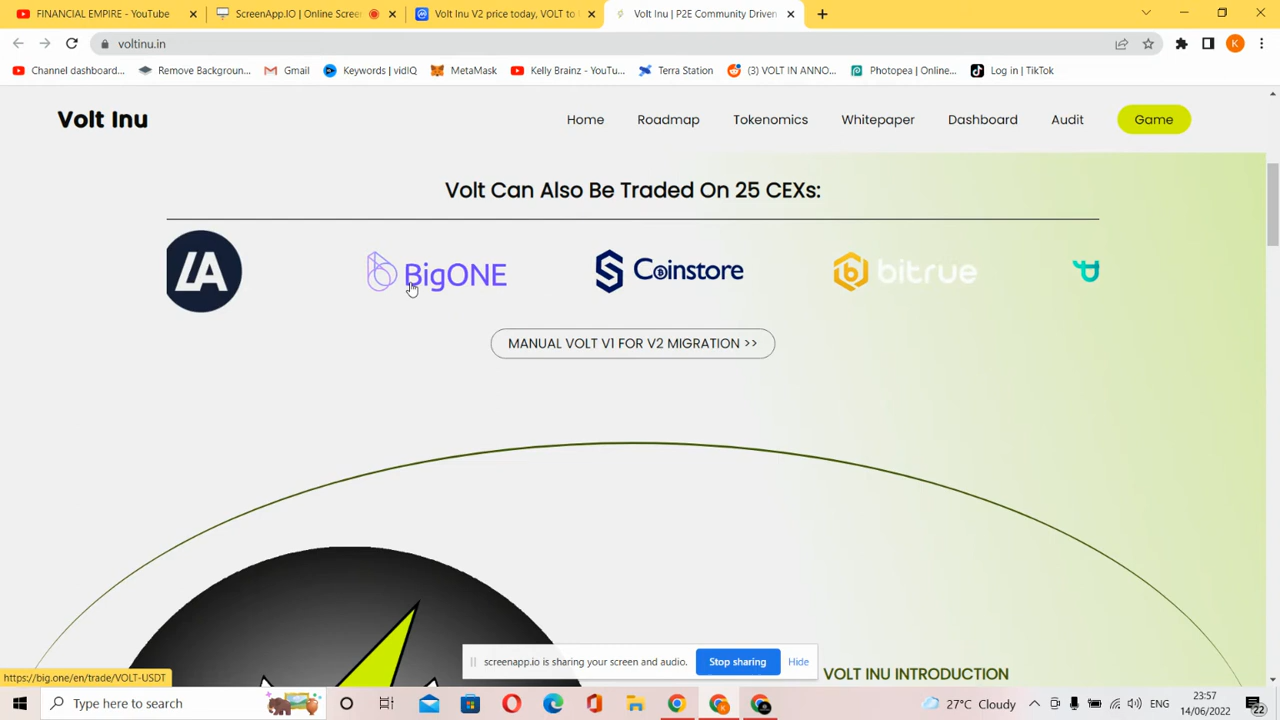 FINANCIAL EMPIRE - YouTube
ScreenApp.IO | Online Screen
Volt Inu V2 price today, VOLT to
Volt Inu | P2E Community Driven
voltinu.in
K
Channel dashboard...
Remove Backgroun...
Gmail
Keywords | vidIQ
MetaMask
Kelly Brainz - YouTu...
Terra Station
(3) VOLT IN ANNO...
Photopea | Online...
Log in | TikTok
Volt Inu
Home
Roadmap
Tokenomics
Whitepaper
Dashboard
Audit
Game
Volt Can Also Be Traded On 25 CEXs:
LA
BigONE
Coinstore
bitrue
MANUAL VOLT V1 FOR V2 MIGRATION >>
screenapp.io is sharing your screen and audio.
Stop sharing
Hide
VOLT INU INTRODUCTION
https://big.one/en/trade/VOLT-USDT
Type here to search
27°C Cloudy
ENG
23:57
14/06/2022
22